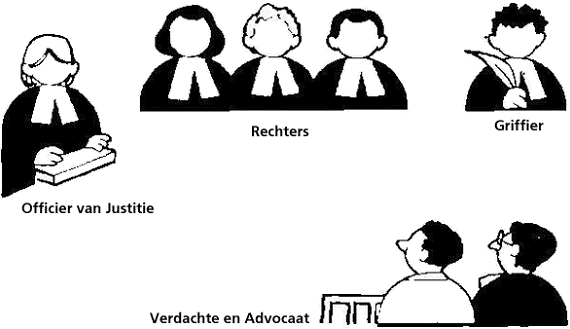 Rechters
Griffier
Officier van Justitie
Verdachte en Advocaat